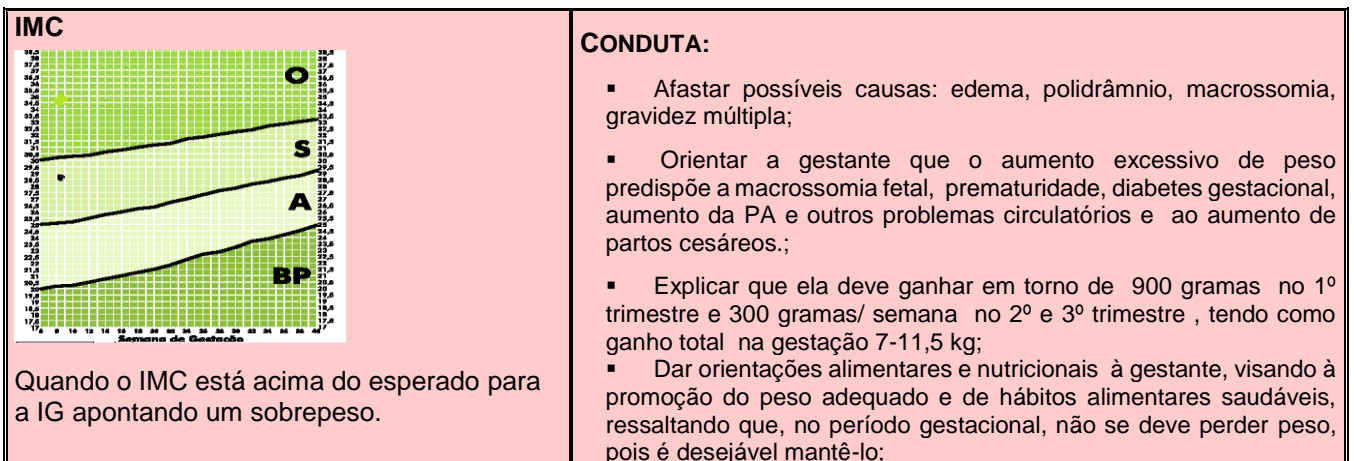 IMC
O
S
A
BP
Semana de Gestação
Quando o IMC está acima do esperado para
a IG apontando um sobrepeso.
CONDUTA:
▪ Afastar possíveis causas: edema, polidrâmnio, macrossomia,
gravidez múltipla;
▪ Orientar a gestante que o aumento excessivo de peso
predispõe a macrossomia fetal, prematuridade, diabetes gestacional,
aumento da PA e outros problemas circulatórios e ao aumento de
partos cesáreos.;
▪ Explicar que ela deve ganhar em torno de 900 gramas no 1º
trimestre e 300 gramas/ semana no 2º e 3º trimestre , tendo como
ganho total na gestação 7-11,5 kg;
▪ Dar orientações alimentares e nutricionais à gestante, visando à
promoção do peso adequado e de hábitos alimentares saudáveis,
ressaltando que, no período gestacional, não se deve perder peso,
pois é desejável mantê-lo;